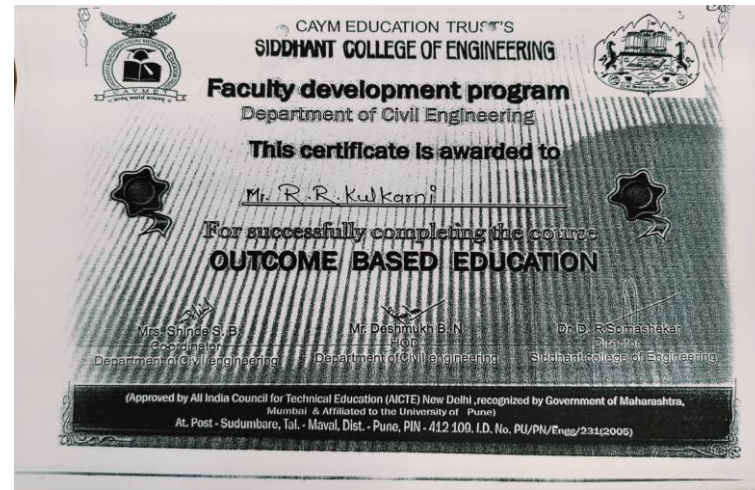 CAYM EDUCATION TRUST'S
SIDDHANT COLLEGE OF ENGINEERING
Faculty development program
Department of Civil Engineering
This certificate is awarded to
Mr. R. R. Kulkarni
For successfully completing the course
OUTCOME BASED EDUCATION
Mrs. Shinde S. B. Mr. Deshmukh B. N Dr. D. R.Somashekar
Coordinator HOD Director
Department of Civil engineering Department of Civil engineering Siddhant college of Engineering
(Approved by All India Council for Technical Education (AICTE) New Delhi ,recognized by Government of Maharashtra,
Mumbai & Affiliated to the University of Pune)
At. Post - Sudumbare, Tal. - Maval, Dist. - Pune, PIN - 412 109. I.D. No. PU/PN/Engg/231(2005)